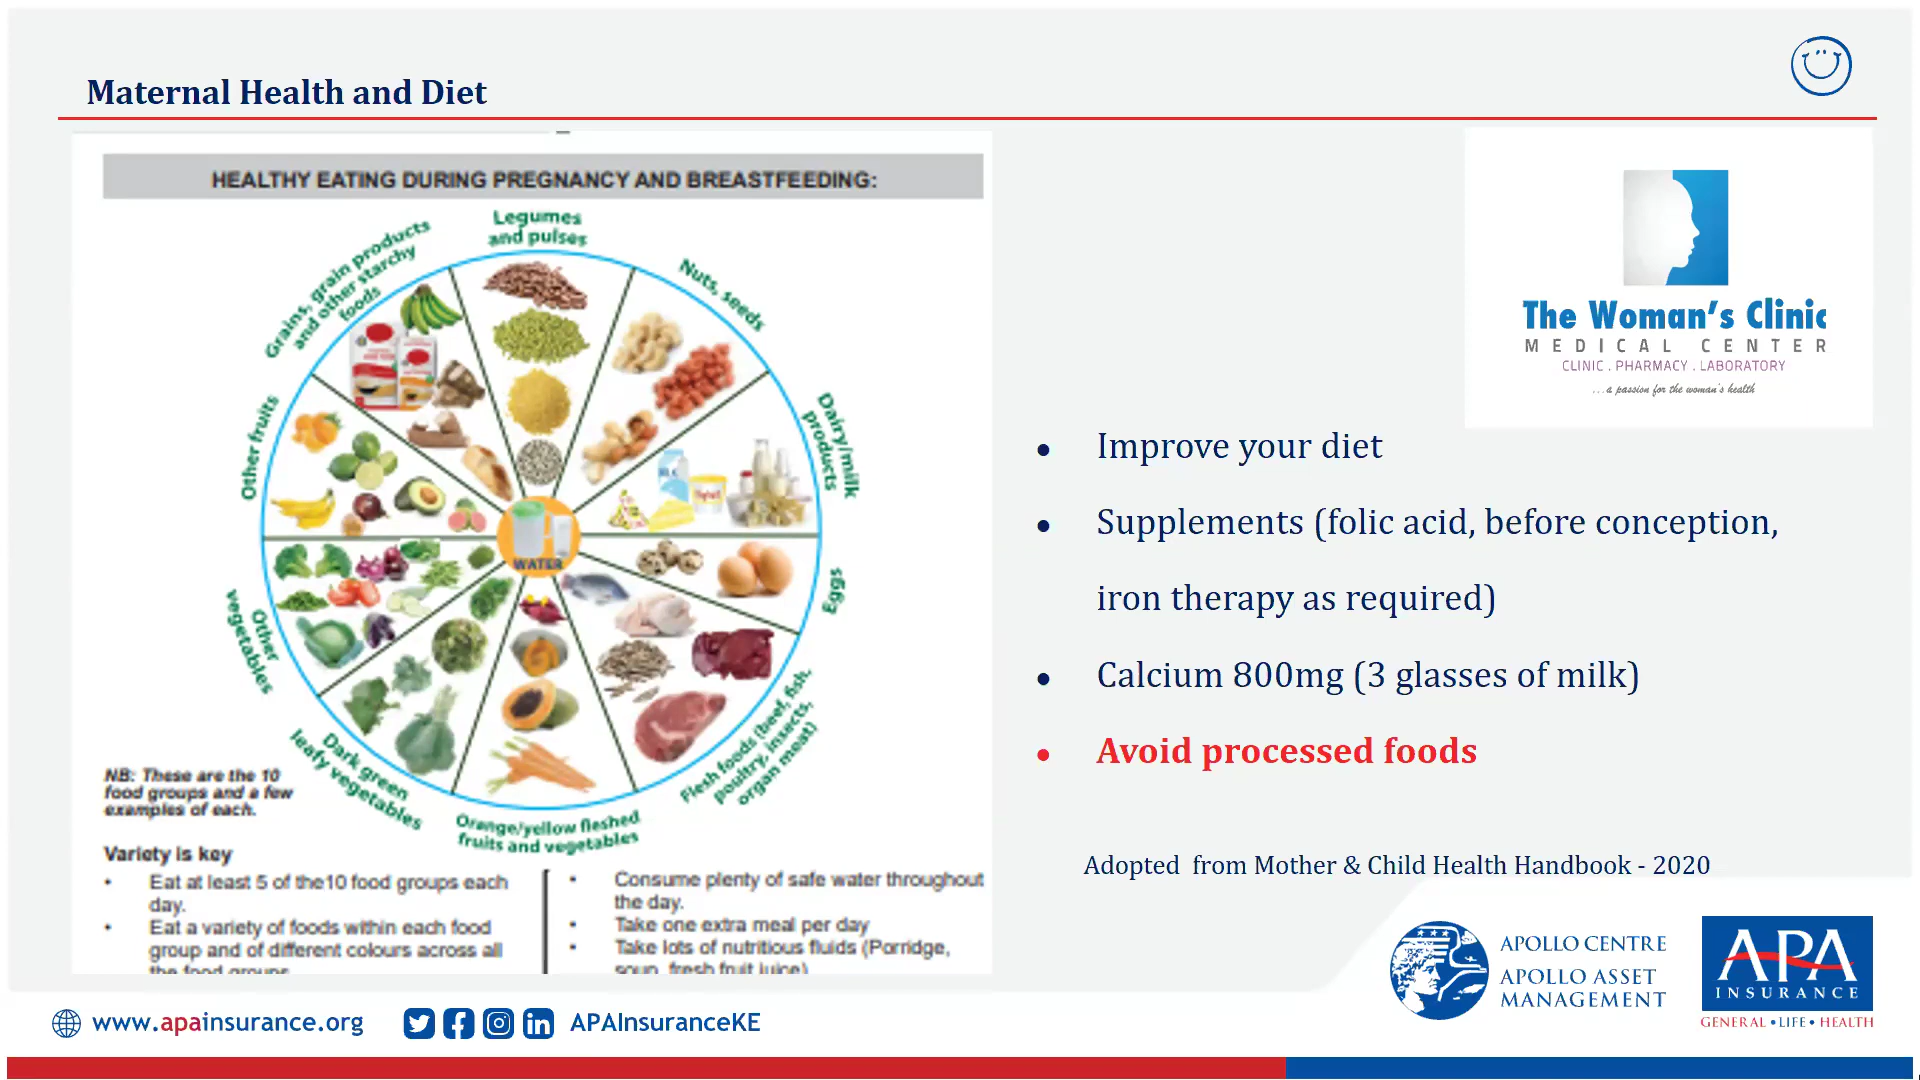 Maternal Health and Diet
HEALTHY EATING DURING PREGNANCY AND BREASTFEEDING:
Legumes
and pulses
Nuts, seeds
Dairy/milk
products
Eggs
Flesh foods (beef, fish,
poultry, insects,
organ meat)
Orange/yellow fleshed
fruits and vegetables
Dark green
leafy vegetables
Other
vegetables
Other fruits
Grains, grain products
and other starchy
foods
WATER
NB: These are the 10
food groups and a few
examples of each.
Variety is key
• Eat at least 5 of the10 food groups each
day.
• Eat a variety of foods within each food
group and of different colours across all
the food groups
• Consume plenty of safe water throughout
the day.
• Take one extra meal per day
• Take lots of nutritious fluids (Porridge,
soup, fresh fruit juice)
The Woman's Clinic
MEDICAL CENTER
CLINIC . PHARMACY . LABORATORY
...a passion for the woman's health
• Improve your diet
• Supplements (folic acid, before conception,
iron therapy as required)
• Calcium 800mg (3 glasses of milk)
• Avoid processed foods
Adopted from Mother & Child Health Handbook - 2020
APOLLO CENTRE
APOLLO ASSET
MANAGEMENT
APA
INSURANCE
GENERAL • LIFE • HEALTH
www.apainsurance.org
APAInsuranceKE